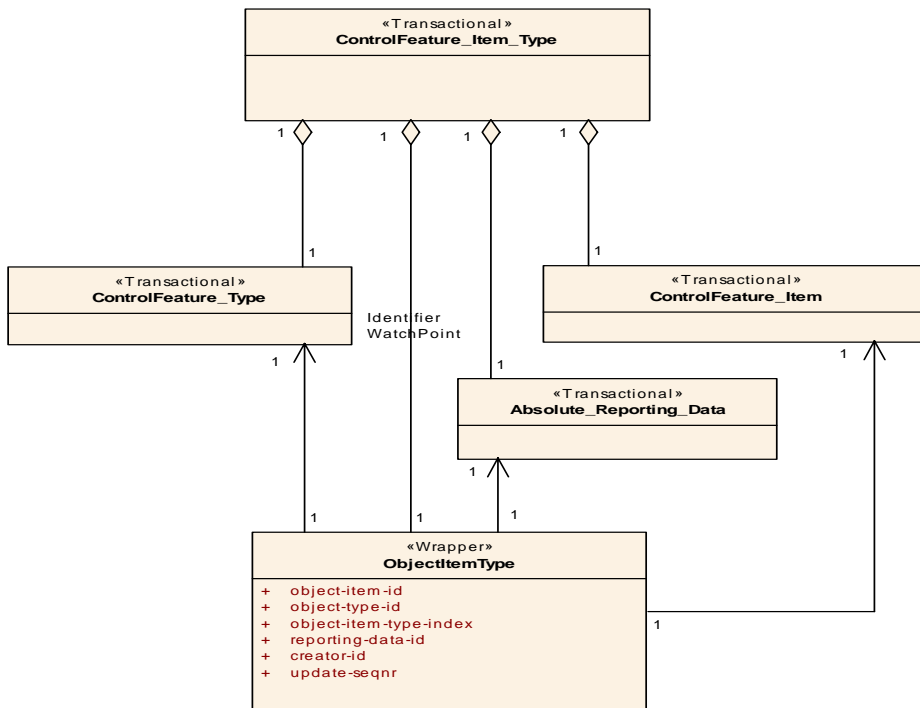 «Transactional»
ControlFeature_Item_Type
1
1
1
1
1
1
«Transactional»
ControlFeature_Type
«Transactional»
ControlFeature_Item
Identifier
WatchPoint
1
1
1
«Transactional»
Absolute_Reporting_Data
1
1
1
1
«Wrapper»
ObjectItemType
+ object-item-id
+ object-type-id
+ object-item-type-index
+ reporting-data-id
+ creator-id
+ update-seqnr
1